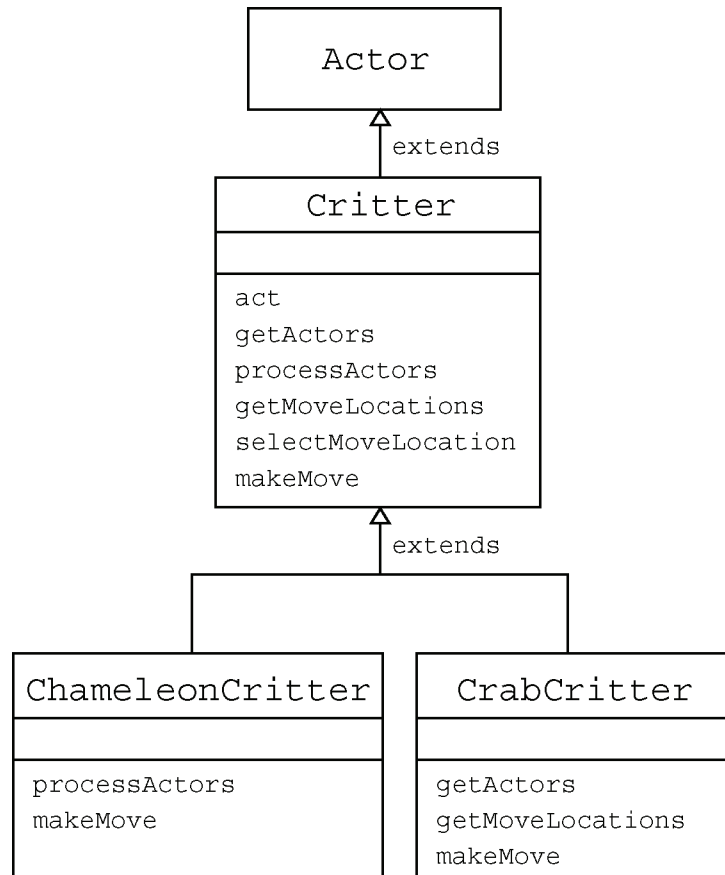 Actor
extends
Critter
act
getActors
processActors
getMoveLocations
selectMoveLocation
makeMove
extends
ChameleonCritter
processActors
makeMove
CrabCritter
getActors
getMoveLocations
makeMove